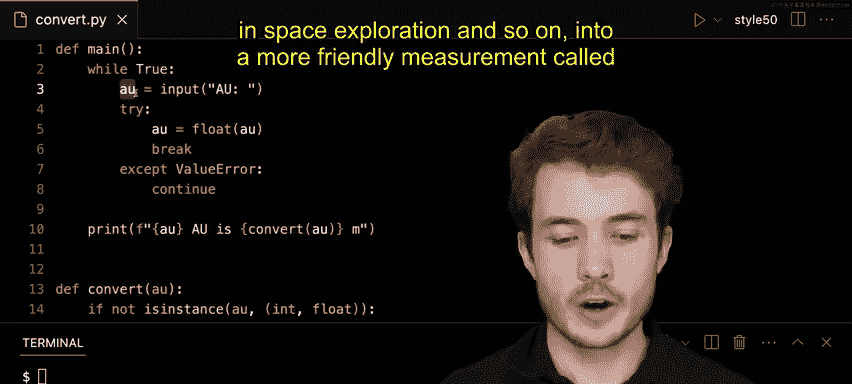 in space exploration and so on, into
a more friendly measurement called
convert.py
style50
1 def main():
2 while True:
3 au = input("AU: ")
4 try:
5 au = float(au)
6 break
7 except ValueError:
8 continue
9
10 print(f"{au} AU is {convert(au)} m")
11
12
13 def convert(au):
14 if not isinstance(au, (int, float)):
TERMINAL
$